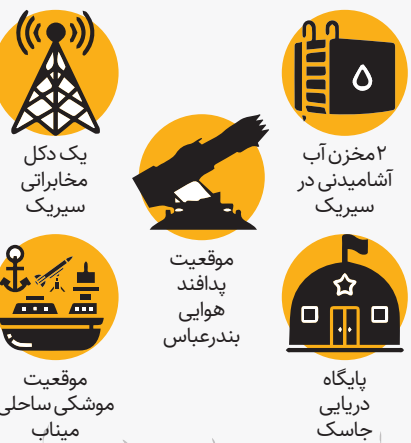 ۲ مخزن آب
آشامیدنی در
سیریک
یک دکل
مخابراتی
سیریک
موقعیت
پدافند
هوایی
بندرعباس
پایگاه
دریایی
جاسک
موقعیت
موشکی ساحلی
میناب